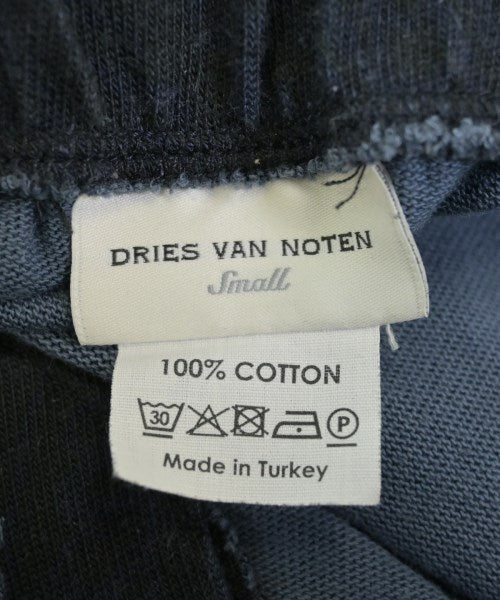 DRIES VAN NOTEN
Small
100% COTTON
30 P
Made in Turkey